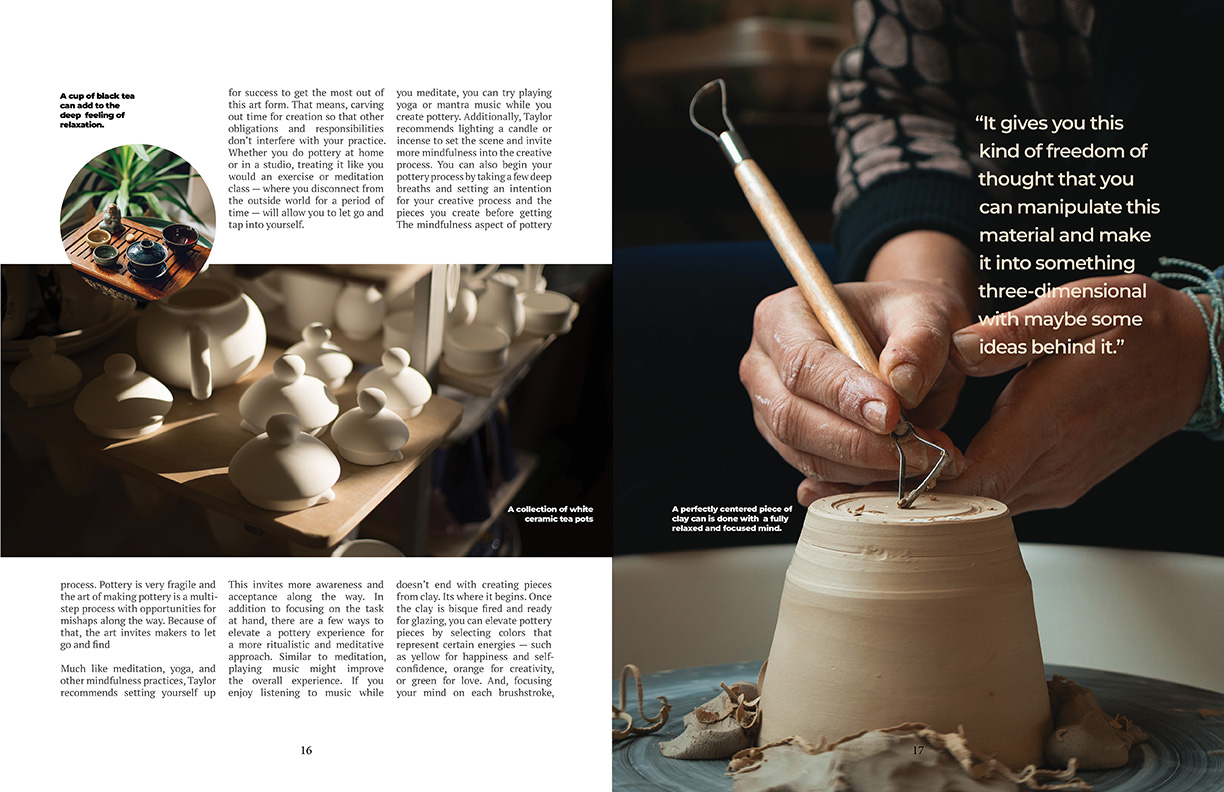 A cup of black tea
can add to the
deep feeling of
relaxation.
process. Pottery is very fragile and
the art of making pottery is a multi-
step process with opportunities for
mishaps along the way. Because of
that, the art invites makers to let
go and find
Much like meditation, yoga, and
other mindfulness practices, Taylor
recommends setting yourself up
for success to get the most out of
this art form. That means, carving
out time for creation so that other
obligations and responsibilities
don’t interfere with your practice.
Whether you do pottery at home
or in a studio, treating it like you
would an exercise or meditation
class — where you disconnect from
the outside world for a period of
time — will allow you to let go and
tap into yourself.
This invites more awareness and
acceptance along the way. In
addition to focusing on the task
at hand, there are a few ways to
elevate a pottery experience for
a more ritualistic and meditative
approach. Similar to meditation,
playing music might improve
the overall experience. If you
enjoy listening to music while
you meditate, you can try playing
yoga or mantra music while you
create pottery. Additionally, Taylor
recommends lighting a candle or
incense to set the scene and invite
more mindfulness into the creative
process. You can also begin your
pottery process by taking a few deep
breaths and setting an intention
for your creative process and the
pieces you create before getting
The mindfulness aspect of pottery
doesn’t end with creating pieces
from clay. Its where it begins. Once
the clay is bisque fired and ready
for glazing, you can elevate pottery
pieces by selecting colors that
represent certain energies — such
as yellow for happiness and self-
confidence, orange for creativity,
or green for love. And, focusing
your mind on each brushstroke,
A collection of white
ceramic tea pots
16
“It gives you this
kind of freedom of
thought that you
can manipulate this
material and make
it into something
three-dimensional
with maybe some
ideas behind it.”
A perfectly centered piece of
clay can is done with a fully
relaxed and focused mind.
17